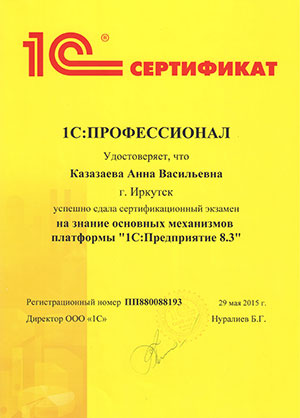 1С® СЕРТИФИКАТ
1С:ПРОФЕССИОНАЛ
Удостоверяет, что
Казазаева Анна Васильевна
г. Иркутск
успешно сдала сертификационный экзамен
на знание основных механизмов
платформы "1С:Предприятие 8.3"
Регистрационный номер ПП880088193 29 мая 2015 г.
Директор ООО «1С» Нуралиев Б.Г.